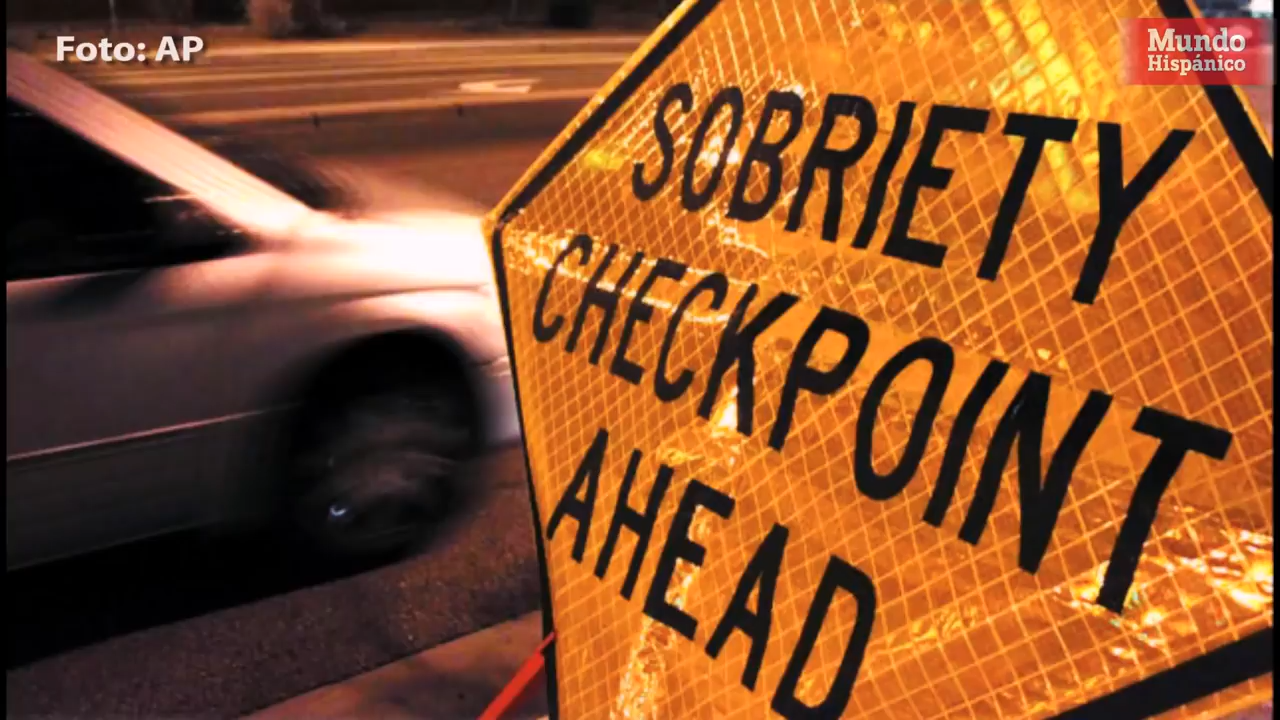 Foto: AP
Mundo
Hispánico
SOBRIETY
CHECKPOINT
AHEAD